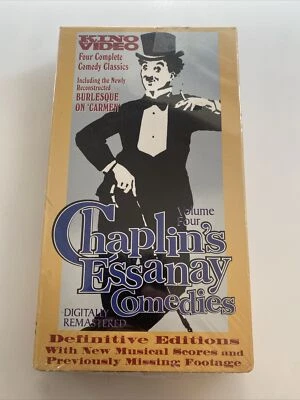 KINO
VIDEO
Four Complete
Comedy Classics
Including the Newly
Reconstructed
BURLESQUE
ON "CARMEN"
Volume
Four
Chaplin's
Essanay
Comedies
DIGITALLY
REMASTERED
Definitive Editions
With New Musical Scores and
Previously Missing Footage